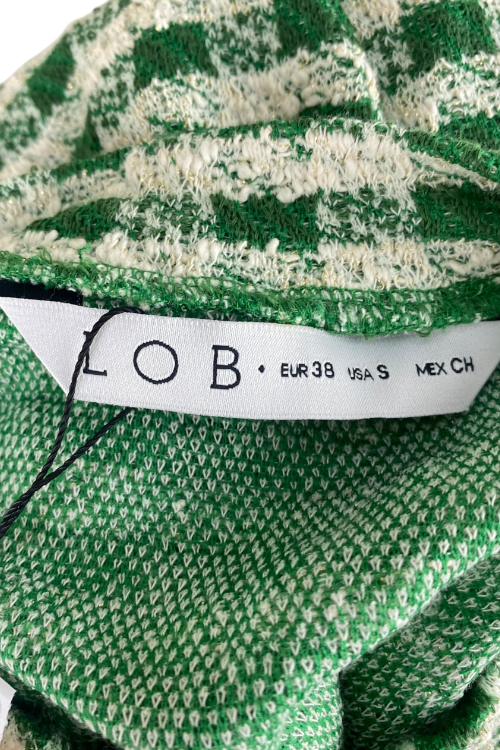 LOB • EUR 38 USA S MEX CH